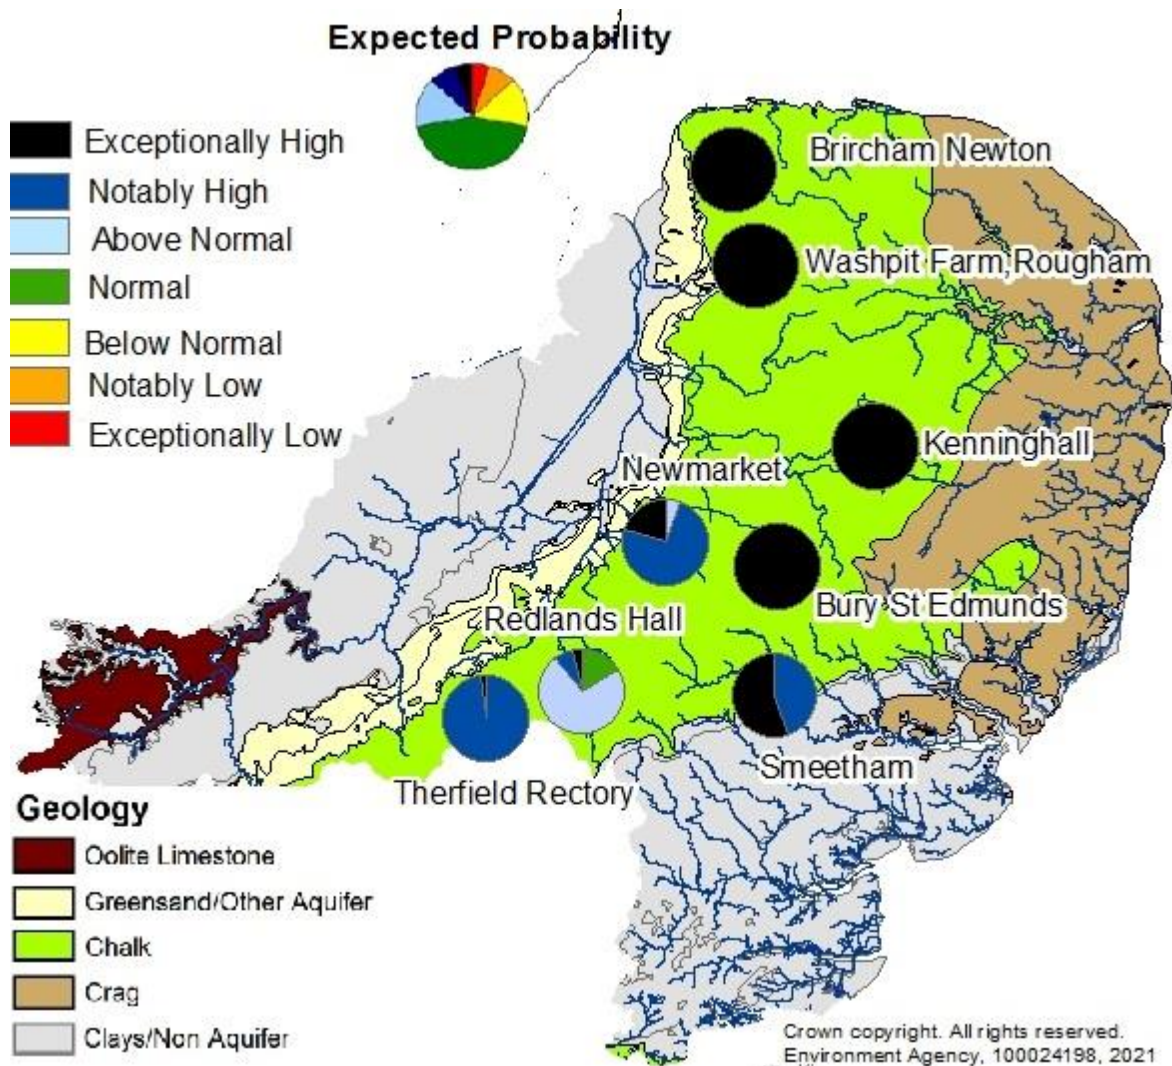 Expected Probability
Exceptionally High
Notably High
Above Normal
Normal
Below Normal
Notably Low
Exceptionally Low
Brircham Newton
Washpit Farm,Rougham
Kenninghall
Newmarket
Bury St Edmunds
Redlands Hall
Smeetham
Therfield Rectory
Geology
Oolite Limestone
Greensand/Other Aquifer
Chalk
Crag
Clays/Non Aquifer
Crown copyright. All rights reserved.
Environment Agency, 100024198, 2021